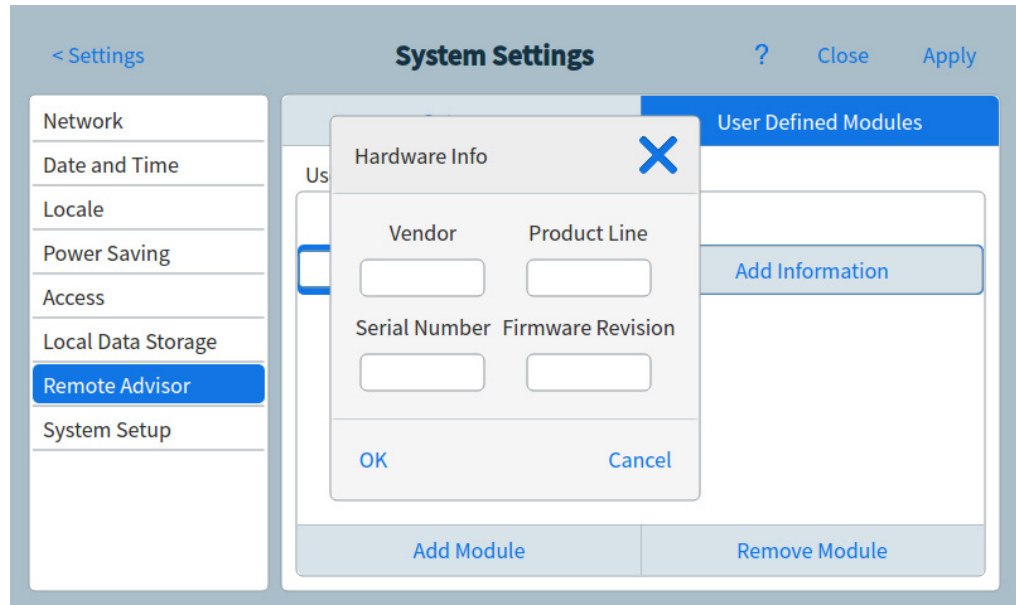 < Settings System Settings ? Close Apply
Network
Date and Time
Locale
Power Saving
Access
Local Data Storage
Remote Advisor
System Setup
User Defined Modules
Us
Hardware Info
Vendor Product Line
Serial Number Firmware Revision
OK Cancel
Add Information
Add Module Remove Module